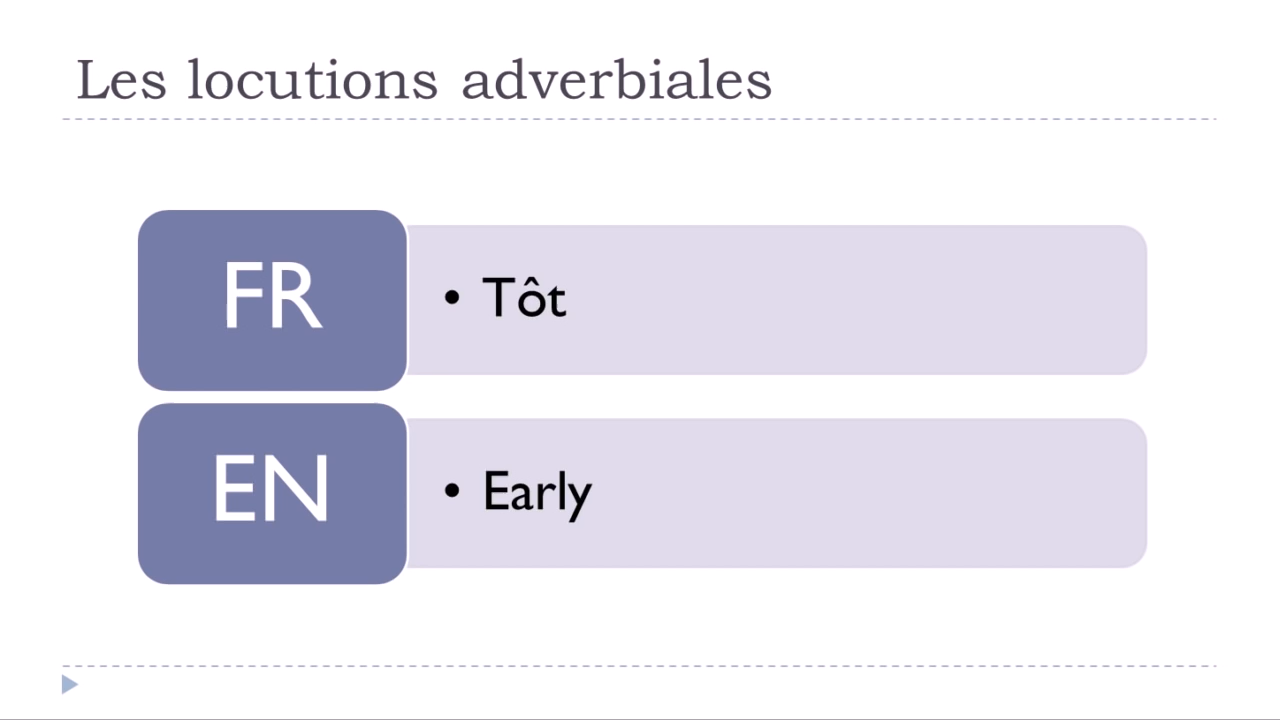 Les locutions adverbiales
FR
• Tôt
EN
• Early